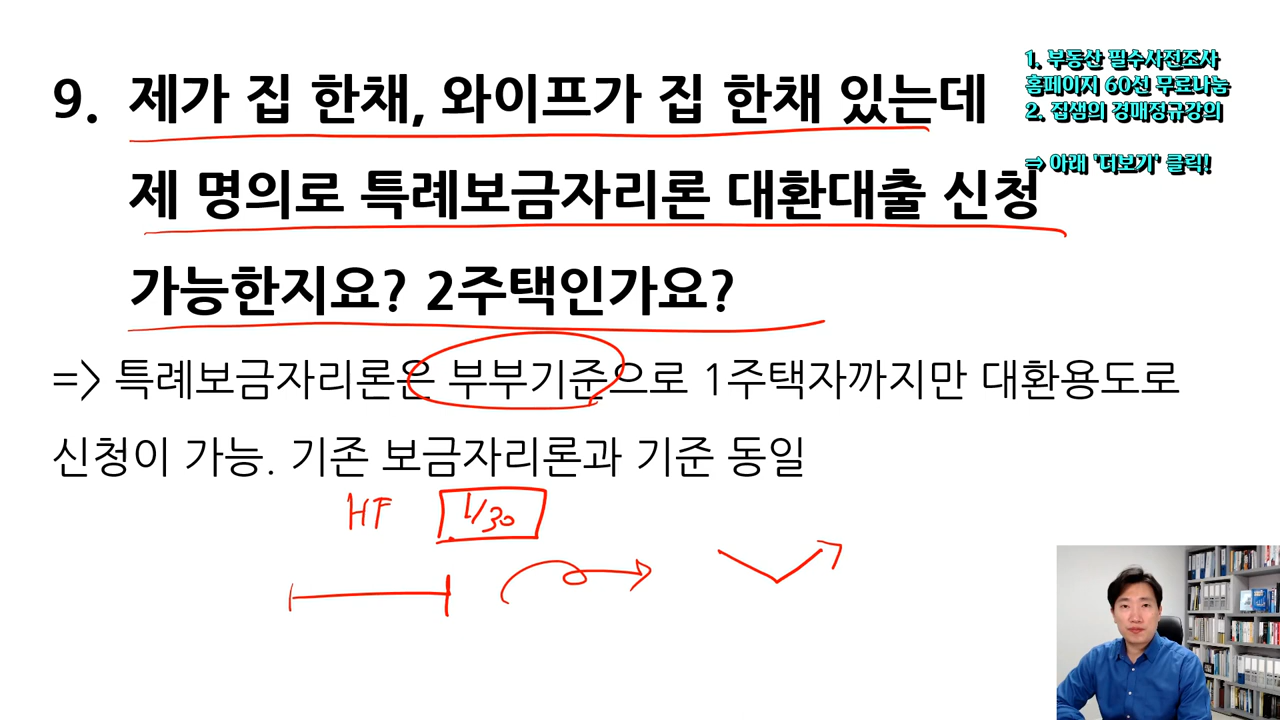 9. 제가 집 한채, 와이프가 집 한채 있는데
제 명의로 특례보금자리론 대환대출 신청
가능한지요? 2주택인가요?
=> 특례보금자리론은 부부기준으로 1주택자까지만 대환용도로
신청이 가능. 기존 보금자리론과 기준 동일
HF 1/30
1. 부동산 필수사전조사
홈페이지 60선 무료나눔
2. 집샘의 경매정규강의
⇒ 아래 '더보기' 클릭!